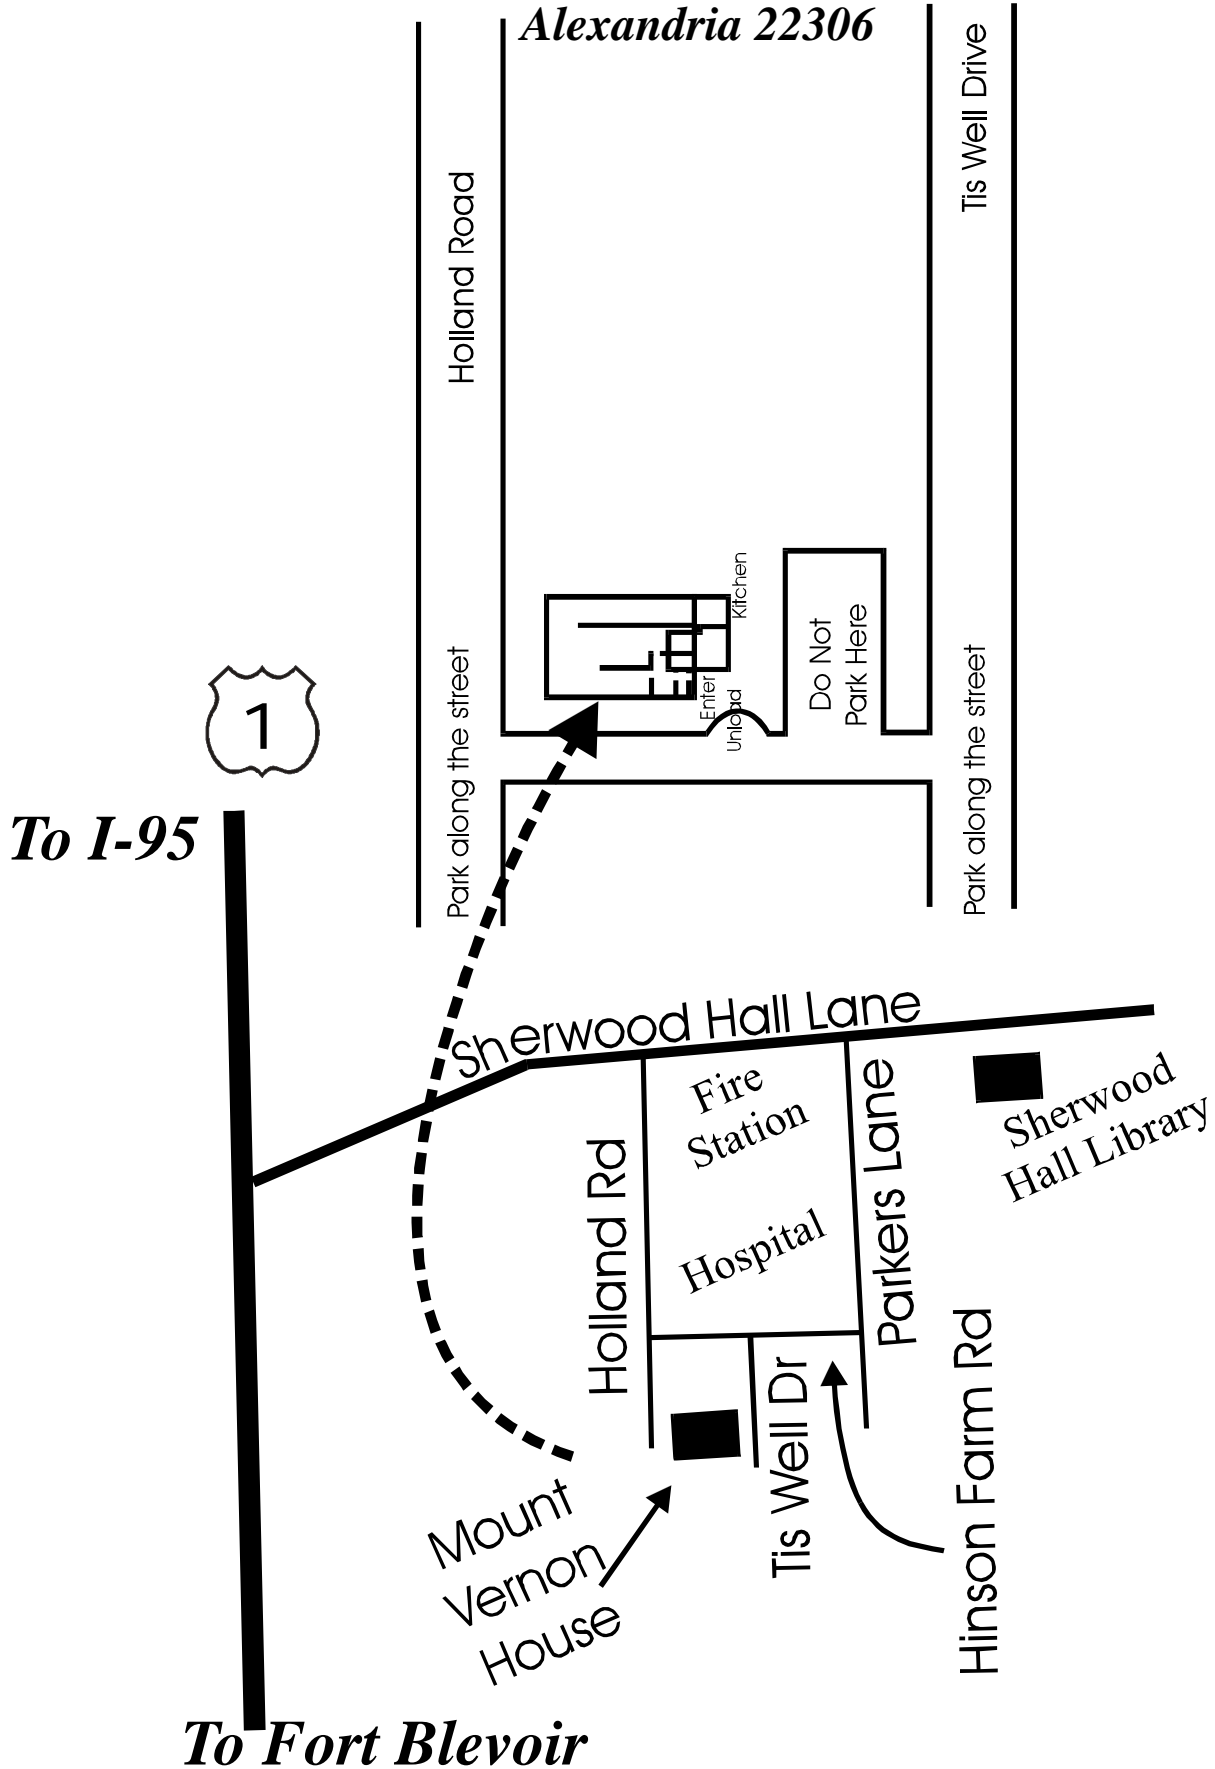 Alexandria 22306
Tis Well Drive
Holland Road
Kitchen
Do Not
Park Here
Enter
Unload
Park along the street
Park along the street
1
To I-95
Sherwood Hall Lane
Fire
Station
Sherwood
Hall Library
Parkers Lane
Holland Rd
Hospital
Hinson Farm Rd
Tis Well Dr
Mount
Vernon
House
To Fort Blevoir